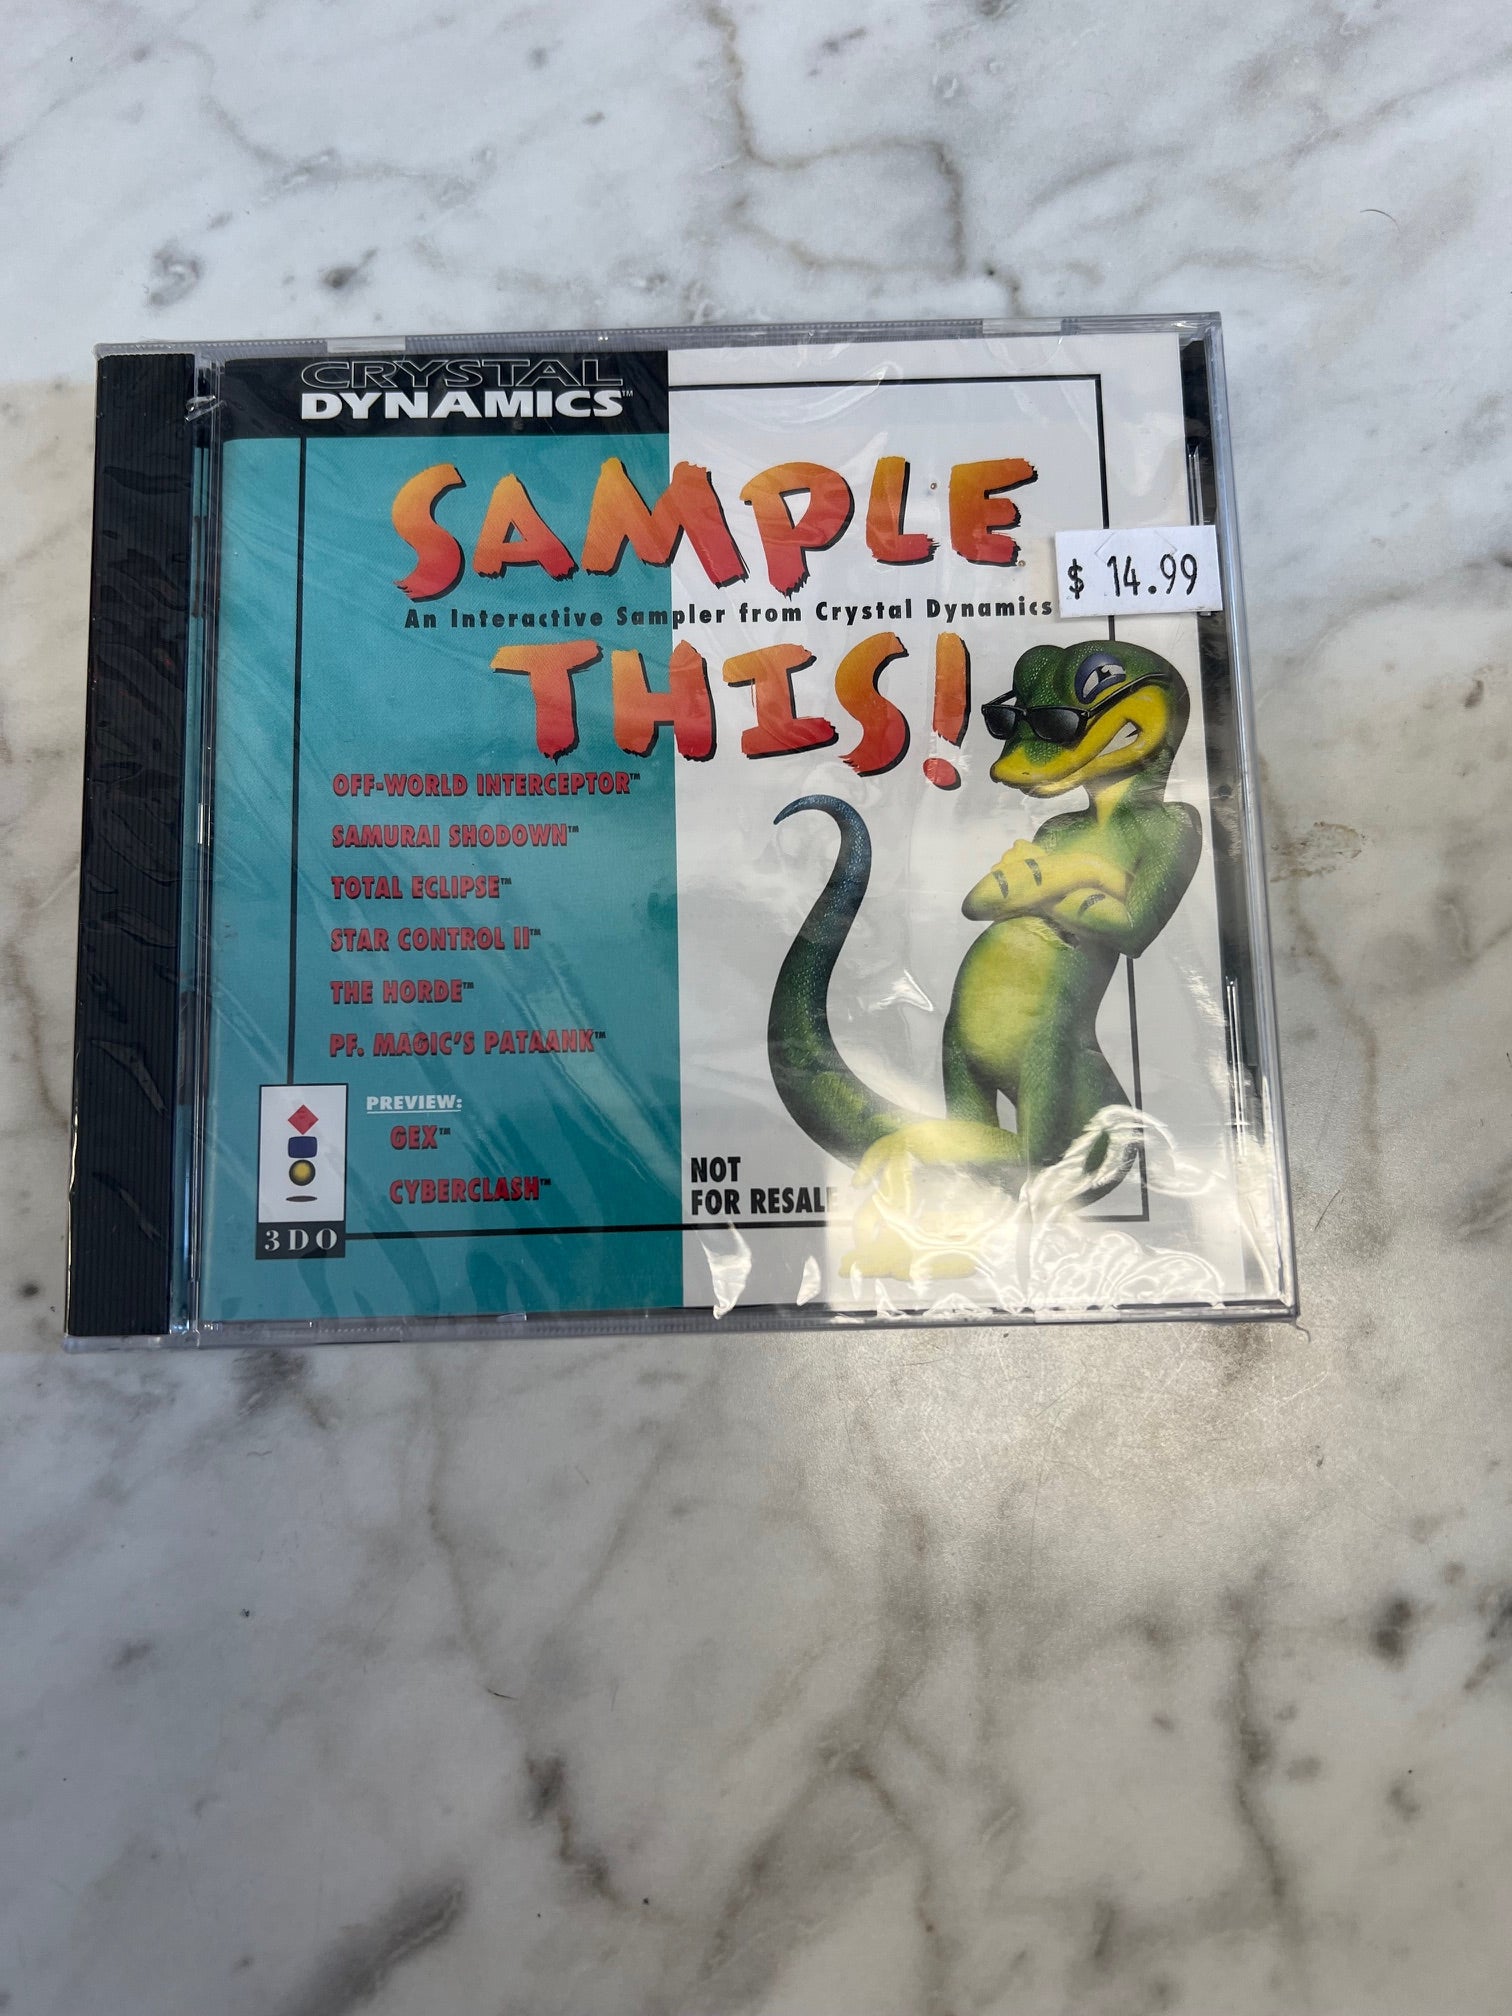 CRYSTAL
DYNAMICS™
SAMPLE
$ 14.99
An Interactive Sampler from Crystal Dynamics
THIS!
OFF-WORLD INTERCEPTOR™
SAMURAI SHODOWN™
TOTAL ECLIPSE™
STAR CONTROL II™
THE HORDE™
PF. MAGIC'S PATAANK™
PREVIEW:
GEX™
CYBERCLASH™
NOT
FOR RESALE
3DO